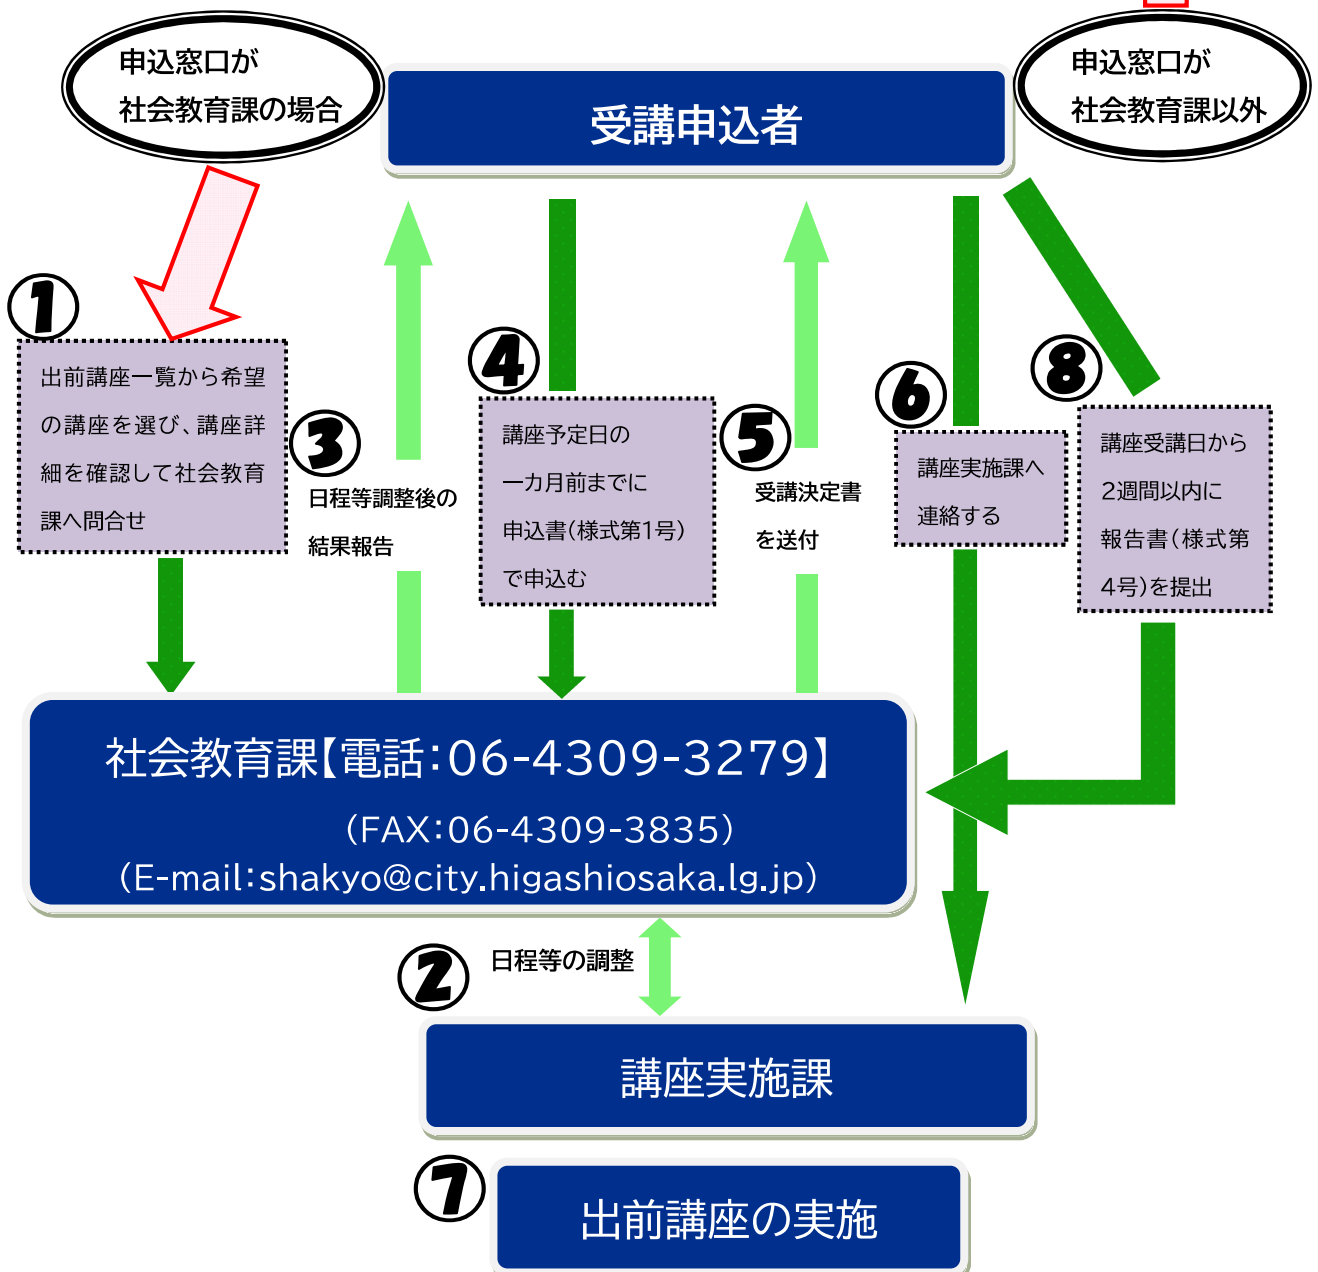 申込窓口が
社会教育課の場合
受講申込者
申込窓口が
社会教育課以外
①
出前講座一覧から希望
の講座を選び、講座詳
細を確認して社会教育
課へ問合せ
③
日程等調整後の
結果報告
④
講座予定日の
一カ月前までに
申込書(様式第1号)
で申込む
⑤
受講決定書
を送付
⑥
講座実施課へ
連絡する
⑧
講座受講日から
2週間以内に
報告書(様式第
4号)を提出
社会教育課【電話:06-4309-3279】
(FAX:06-4309-3835)
(E-mail:shakyo@city.higashiosaka.lg.jp)
②
日程等の調整
講座実施課
⑦
出前講座の実施